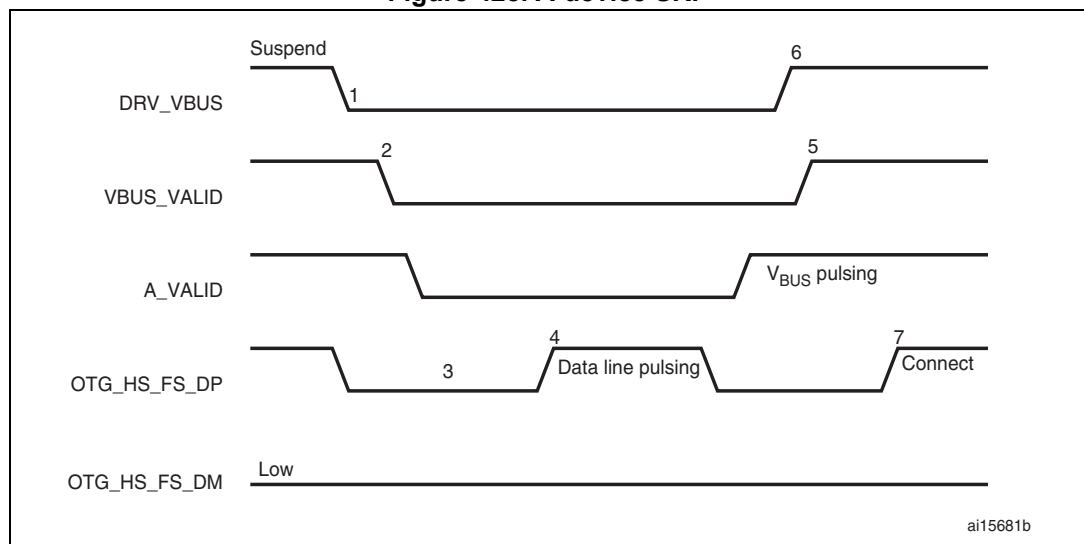 Suspend
6
DRV_VBUS
1
2
5
VBUS_VALID
A_VALID
VBUS pulsing
4
7
OTG_HS_FS_DP
3
Data line pulsing
Connect
OTG_HS_FS_DM
Low
ai15681b